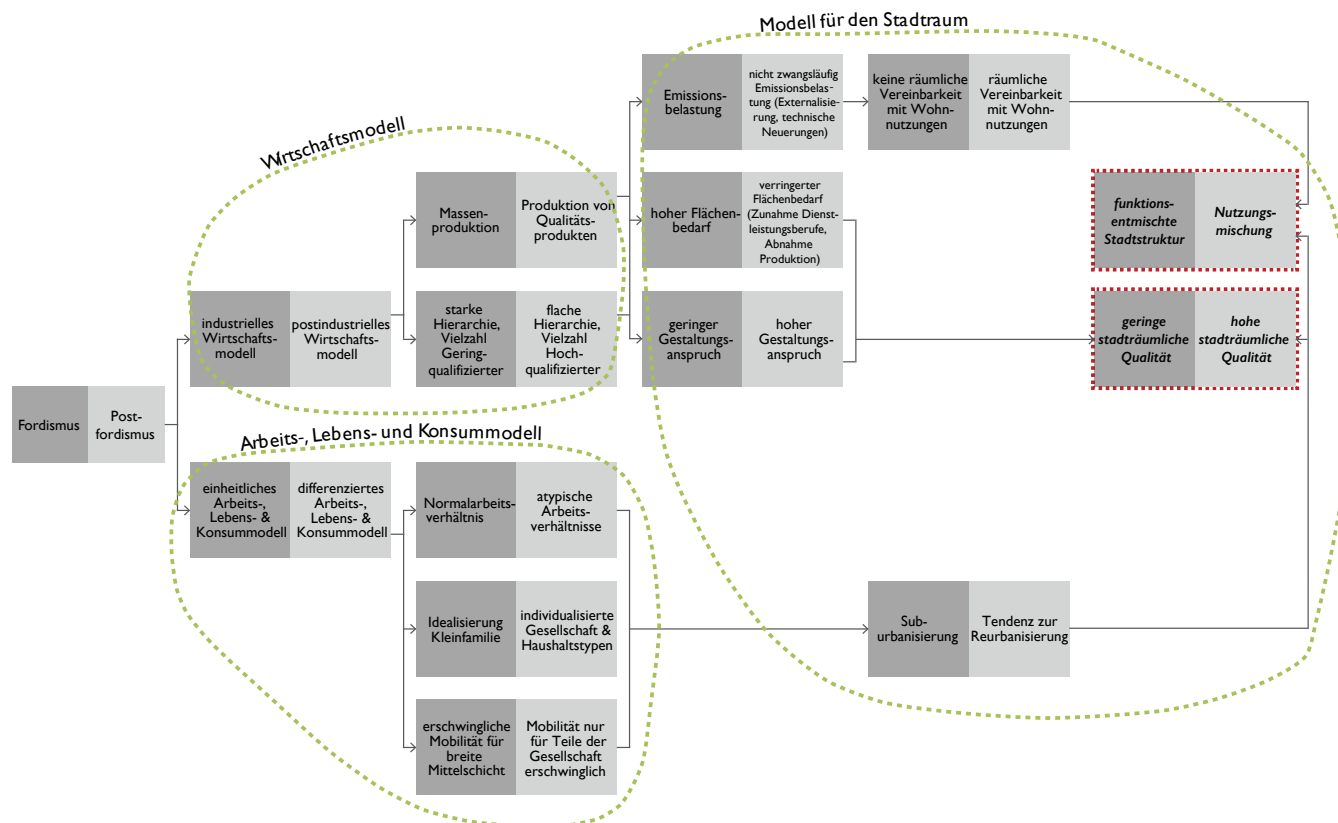 Modell für den Stadtraum
Emissions-
belastung
nicht zwangsläufig
Emissionsbelas-
tung (Externalisie-
rung, technische
Neuerungen)
keine räumliche
Vereinbarkeit
mit Wohn-
nutzungen
räumliche
Vereinbarkeit
mit Wohn-
nutzungen
Wirtschaftsmodell
Massen-
produktion
Produktion von
Qualitäts-
produkten
hoher Flächen-
bedarf
verringerter
Flächenbedarf
(Zunahme Dienst-
leistungsberufe,
Abnahme
Produktion)
funktions-
entmischte
Stadtstruktur
Nutzungs-
mischung
industrielles
Wirtschafts-
modell
postindustrielles
Wirtschafts-
modell
starke
Hierarchie,
Vielzahl
Gering-
qualifizierter
flache
Hierarchie,
Vielzahl
Hoch-
qualifizierter
geringer
Gestaltungs-
anspruch
hoher
Gestaltungs-
anspruch
geringe
stadträumliche
Qualität
hohe
stadträumliche
Qualität
Fordismus
Post-
fordismus
Arbeits-, Lebens- und Konsummodell
einheitliches
Arbeits-,
Lebens- &
Konsummodell
differenziertes
Arbeits-,
Lebens- &
Konsummodell
Normalarbeits-
verhältnis
atypische
Arbeits-
verhältnisse
Idealisierung
Kleinfamilie
individualisierte
Gesellschaft &
Haushaltstypen
Sub-
urbanisierung
Tendenz zur
Reurbanisierung
erschwingliche
Mobilität für
breite
Mittelschicht
Mobilität nur
für Teile der
Gesellschaft
erschwinglich